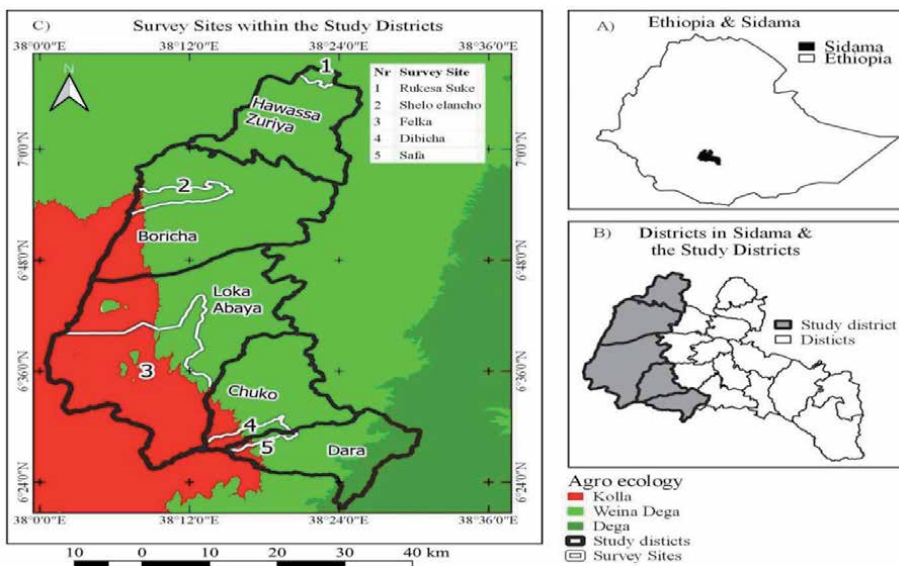 C) Survey Sites within the Study Districts
38°0'0"E 38°12'0"E 38°24'0"E 38°36'0"E
N
Nr Survey Site
1 Rukesa Suke
2 Shelo elancho
3 Felka
4 Dibicha
5 Safa
1
Hawassa
Zuriya
2
Boricha
Loka
Abaya
3
Chuko
4
5
Dara
7°0'0"N 7°0'0"N
6°48'0"N 6°48'0"N
6°36'0"N 6°36'0"N
6°24'0"N 6°24'0"N
38°0'0"E 38°12'0"E 38°24'0"E 38°36'0"E
10 0 10 20 30 40 km
A) Ethiopia & Sidama
Sidama
Ethiopia
B) Districts in Sidama &
the Study Districts
Study district
Disticts
Agro ecology
Kolla
Weina Dega
Dega
Study disticts
Survey Sites